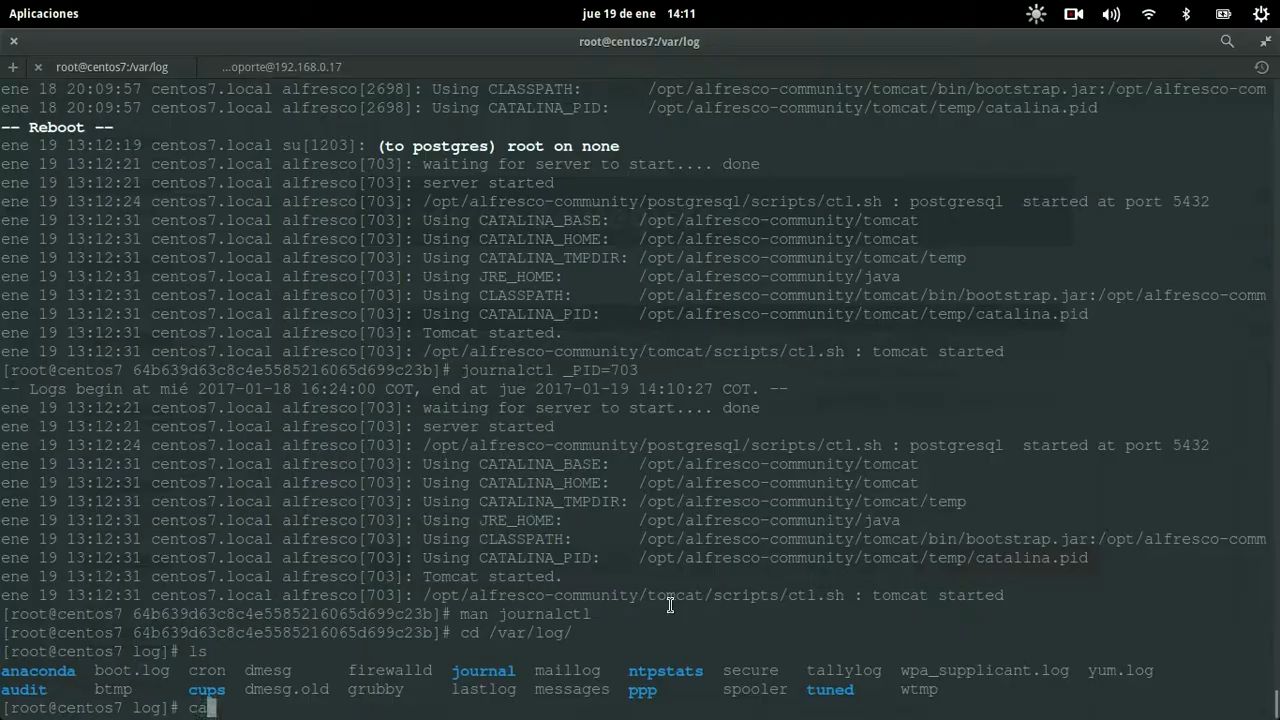 Aplicaciones
jue 19 de ene 14:11
root@centos7:/var/log
root@centos7:/var/log
...oporte@192.168.0.17
ene 18 20:09:57 centos7.local alfresco[2698]: Using CLASSPATH: /opt/alfresco-community/tomcat/bin/bootstrap.jar:/opt/alfresco-com
ene 18 20:09:57 centos7.local alfresco[2698]: Using CATALINA_PID: /opt/alfresco-community/tomcat/temp/catalina.pid
-- Reboot --
ene 19 13:12:19 centos7.local su[1203]: (to postgres) root on none
ene 19 13:12:21 centos7.local alfresco[703]: waiting for server to start.... done
ene 19 13:12:21 centos7.local alfresco[703]: server started
ene 19 13:12:24 centos7.local alfresco[703]: /opt/alfresco-community/postgresql/scripts/ctl.sh : postgresql  started at port 5432
ene 19 13:12:31 centos7.local alfresco[703]: Using CATALINA_BASE: /opt/alfresco-community/tomcat
ene 19 13:12:31 centos7.local alfresco[703]: Using CATALINA_HOME: /opt/alfresco-community/tomcat
ene 19 13:12:31 centos7.local alfresco[703]: Using CATALINA_TMPDIR: /opt/alfresco-community/tomcat/temp
ene 19 13:12:31 centos7.local alfresco[703]: Using JRE_HOME: /opt/alfresco-community/java
ene 19 13:12:31 centos7.local alfresco[703]: Using CLASSPATH: /opt/alfresco-community/tomcat/bin/bootstrap.jar:/opt/alfresco-comm
ene 19 13:12:31 centos7.local alfresco[703]: Using CATALINA_PID: /opt/alfresco-community/tomcat/temp/catalina.pid
ene 19 13:12:31 centos7.local alfresco[703]: Tomcat started.
ene 19 13:12:31 centos7.local alfresco[703]: /opt/alfresco-community/tomcat/scripts/ctl.sh : tomcat started
[root@centos7 64b639d63c8c4e5585216065d699c23b]# journalctl _PID=703
-- Logs begin at mié 2017-01-18 16:24:00 COT, end at jue 2017-01-19 14:10:27 COT. --
ene 19 13:12:21 centos7.local alfresco[703]: waiting for server to start.... done
ene 19 13:12:21 centos7.local alfresco[703]: server started
ene 19 13:12:24 centos7.local alfresco[703]: /opt/alfresco-community/postgresql/scripts/ctl.sh : postgresql  started at port 5432
ene 19 13:12:31 centos7.local alfresco[703]: Using CATALINA_BASE: /opt/alfresco-community/tomcat
ene 19 13:12:31 centos7.local alfresco[703]: Using CATALINA_HOME: /opt/alfresco-community/tomcat
ene 19 13:12:31 centos7.local alfresco[703]: Using CATALINA_TMPDIR: /opt/alfresco-community/tomcat/temp
ene 19 13:12:31 centos7.local alfresco[703]: Using JRE_HOME: /opt/alfresco-community/java
ene 19 13:12:31 centos7.local alfresco[703]: Using CLASSPATH: /opt/alfresco-community/tomcat/bin/bootstrap.jar:/opt/alfresco-comm
ene 19 13:12:31 centos7.local alfresco[703]: Using CATALINA_PID: /opt/alfresco-community/tomcat/temp/catalina.pid
ene 19 13:12:31 centos7.local alfresco[703]: Tomcat started.
ene 19 13:12:31 centos7.local alfresco[703]: /opt/alfresco-community/tomcat/scripts/ctl.sh : tomcat started
[root@centos7 64b639d63c8c4e5585216065d699c23b]# man journalctl
[root@centos7 64b639d63c8c4e5585216065d699c23b]# cd /var/log/
[root@centos7 log]# ls
anaconda boot.log cron dmesg firewalld journal maillog ntpstats secure tallylog wpa_supplicant.log yum.log
audit btmp cups dmesg.old grubby lastlog messages ppp spooler tuned wtmp
[root@centos7 log]# ca